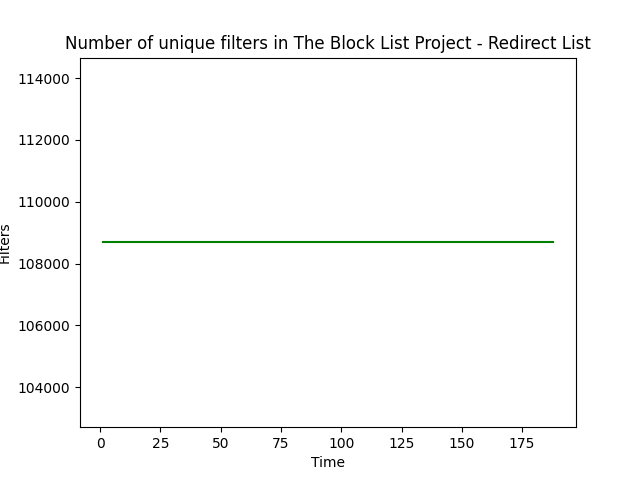 Number of unique filters in The Block List Project - Redirect List
114000
112000
110000
108000
106000
104000
Filters
0 25 50 75 100 125 150 175
Time